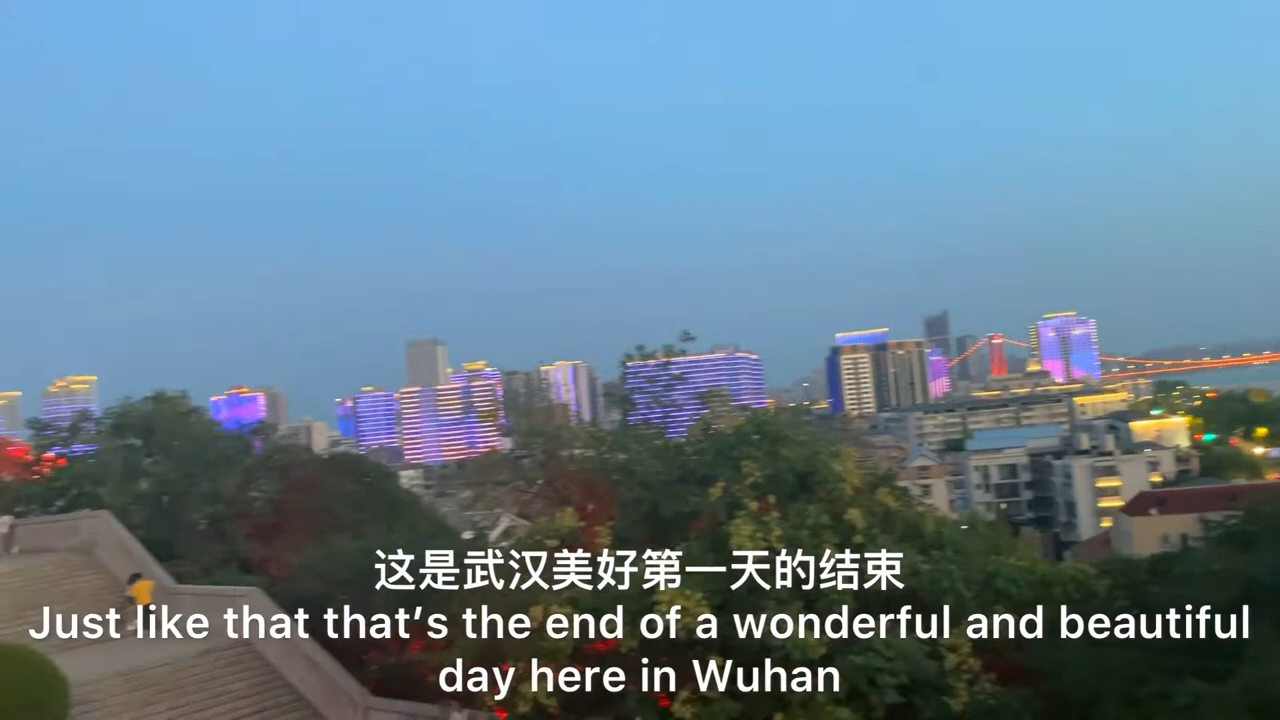 这是武汉美好第一天的结束
Just like that that’s the end of a wonderful and beautiful
day here in Wuhan